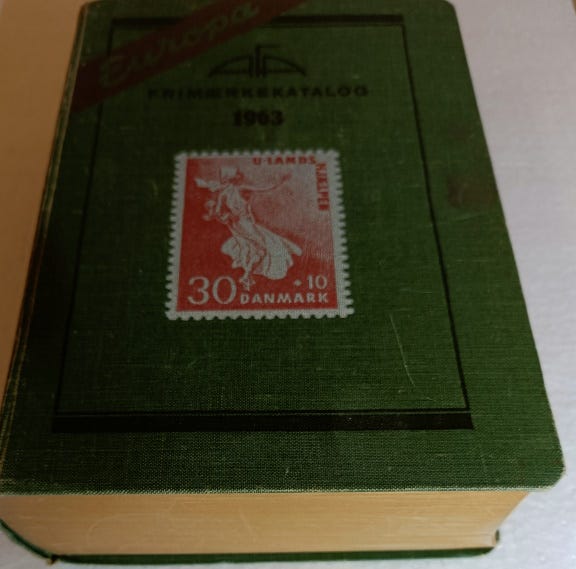 Europa
AFA
FRIMÆRKEKATALOG
1963
U-LANDS
HJÆLPEN
30 + 10
DANMARK